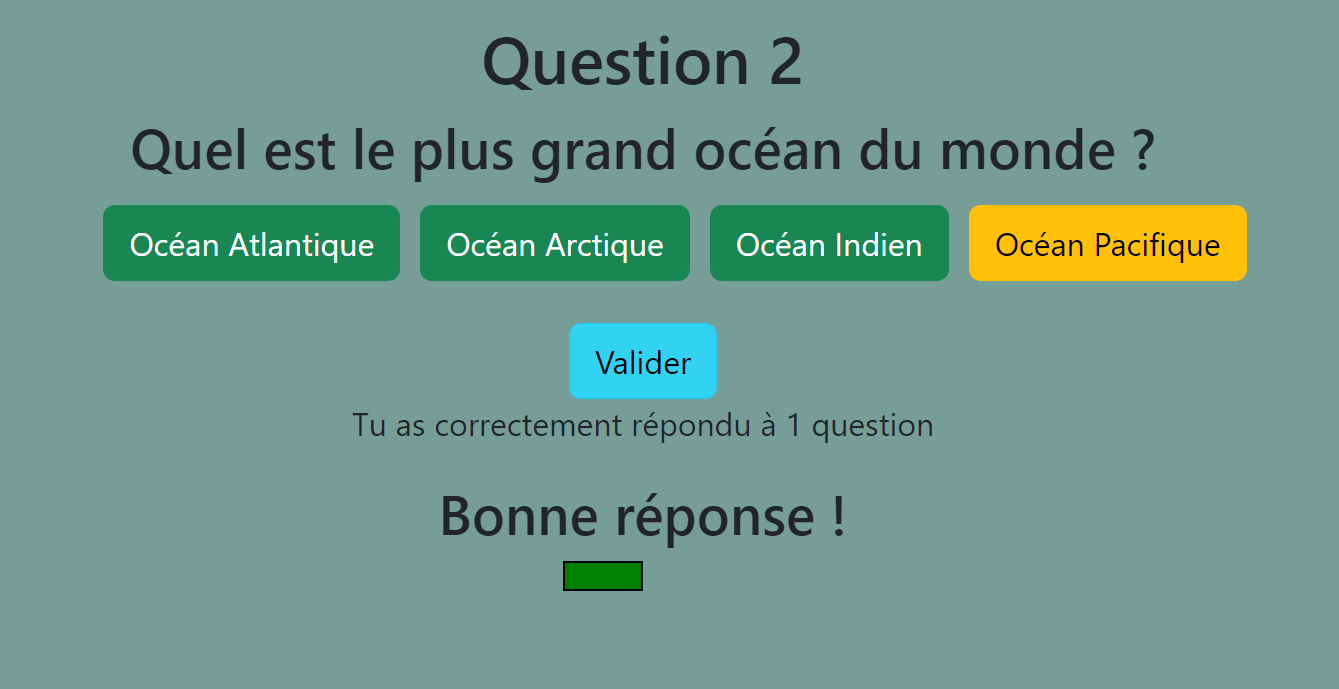 Question 2
Quel est le plus grand océan du monde ?
Océan Atlantique Océan Arctique Océan Indien Océan Pacifique
Valider
Tu as correctement répondu à 1 question
Bonne réponse !